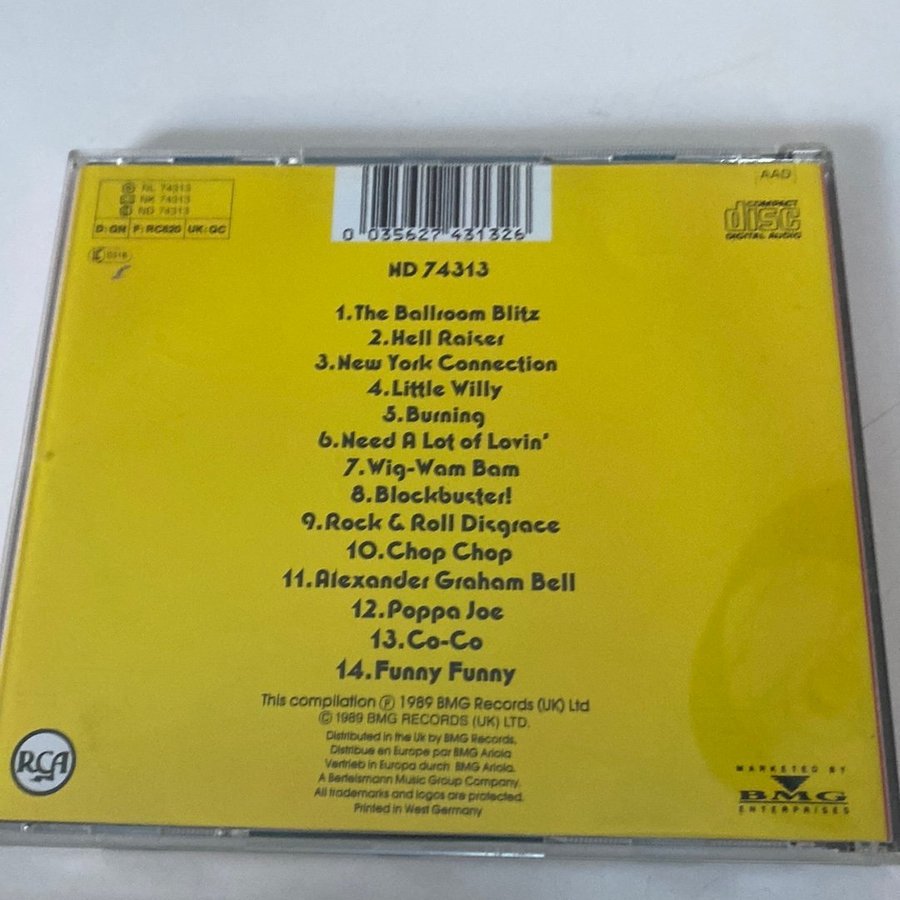 NL 74313
NK 74313
ND 74313
D: GN F: RC620 UK: GC
AAD
COMPACT
disc
DIGITAL AUDIO
0 035627 431326
ND 74313
1.The Ballroom Blitz
2.Hell Raiser
3.New York Connection
4.Little Willy
5.Burning
6.Need A Lot of Lovin'
7.Wig-Wam Bam
8.Blockbuster!
9.Rock & Roll Disgrace
10.Chop Chop
11.Alexander Graham Bell
12.Poppa Joe
13.Co-Co
14.Funny Funny
This compilation Ⓟ 1989 BMG Records (UK) Ltd
© 1989 BMG RECORDS (UK) LTD.
Distributed in the Uk by BMG Records.
Distribue en Europe par BMG Ariola
Vertrieb in Europa durch BMG Ariola.
A Bertelsmann Music Group Company.
All trademarks and logos are protected.
Printed in West Germany
RCA
MARKETED BY
BMG
ENTERPRISES